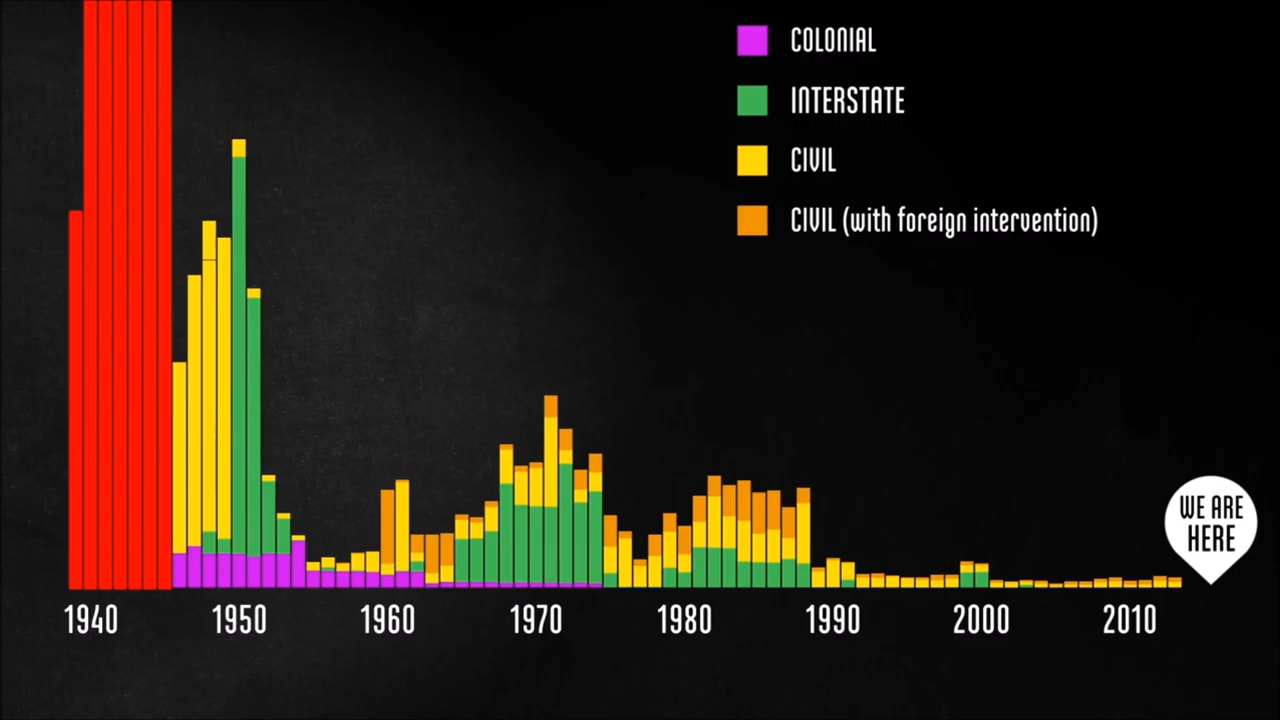 COLONIAL
INTERSTATE
CIVIL
CIVIL (with foreign intervention)
WE ARE
HERE
1940 1950 1960 1970 1980 1990 2000 2010